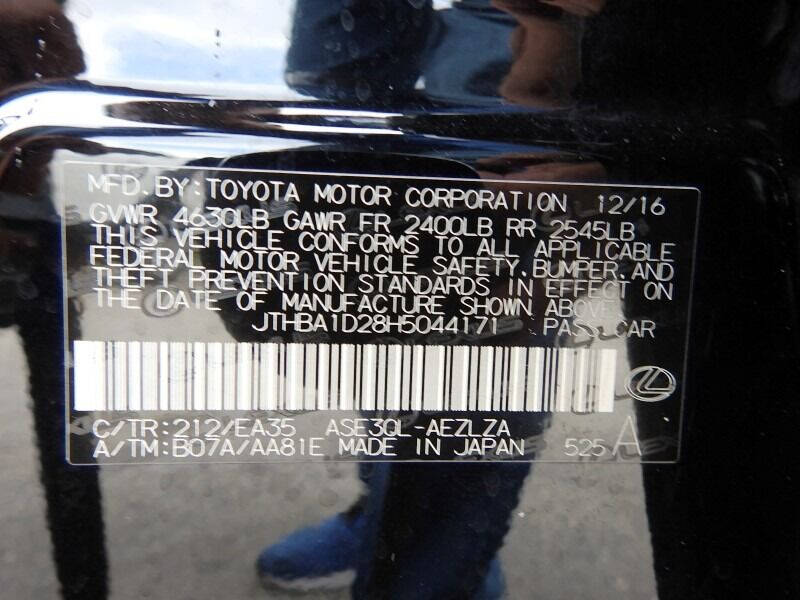 MFD. BY: TOYOTA MOTOR CORPORATION 12/16
GVWR 4630LB GAWR FR 2400LB RR 2545LB
THIS VEHICLE CONFORMS TO ALL APPLICABLE
FEDERAL MOTOR VEHICLE SAFETY, BUMPER, AND
THEFT PREVENTION STANDARDS IN EFFECT ON
THE DATE OF MANUFACTURE SHOWN ABOVE.
JTHBA1D28H5044171 PASS CAR
C/TR: 212/EA35 ASE30L-AEZLZA
A/TM: B07A/AA81E MADE IN JAPAN 525 A